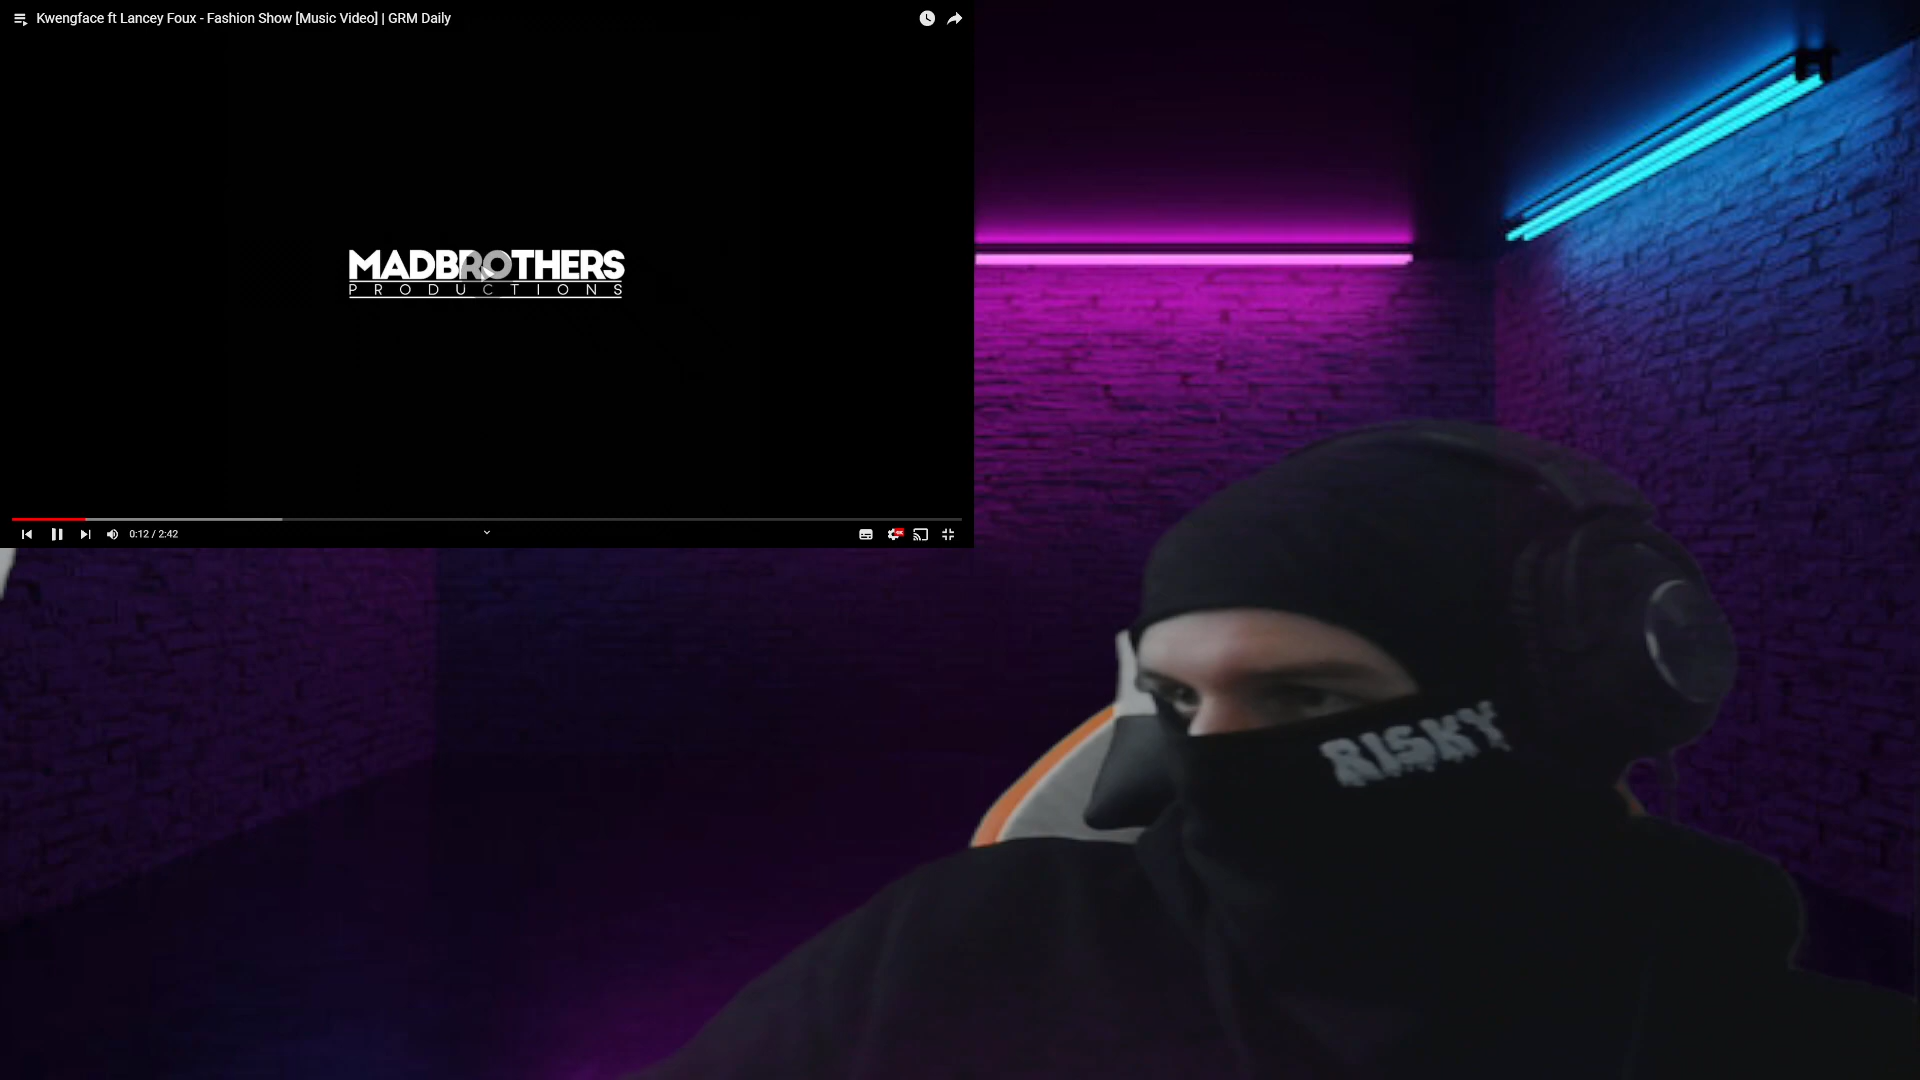 Kwengface ft Lancey Foux - Fashion Show [Music Video] | GRM Daily
MADBROTHERS
PRODUCTIONS
0:12 / 2:42
RISKY